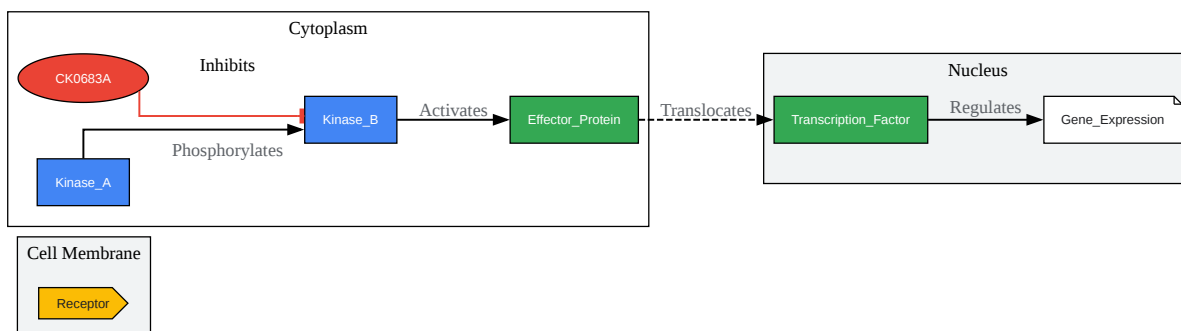 Cytoplasm
Inhibits
CK0683A
Kinase_B
Activates
Effector_Protein
Phosphorylates
Kinase_A
Translocates
Nucleus
Transcription_Factor
Regulates
Gene_Expression
Cell Membrane
Receptor